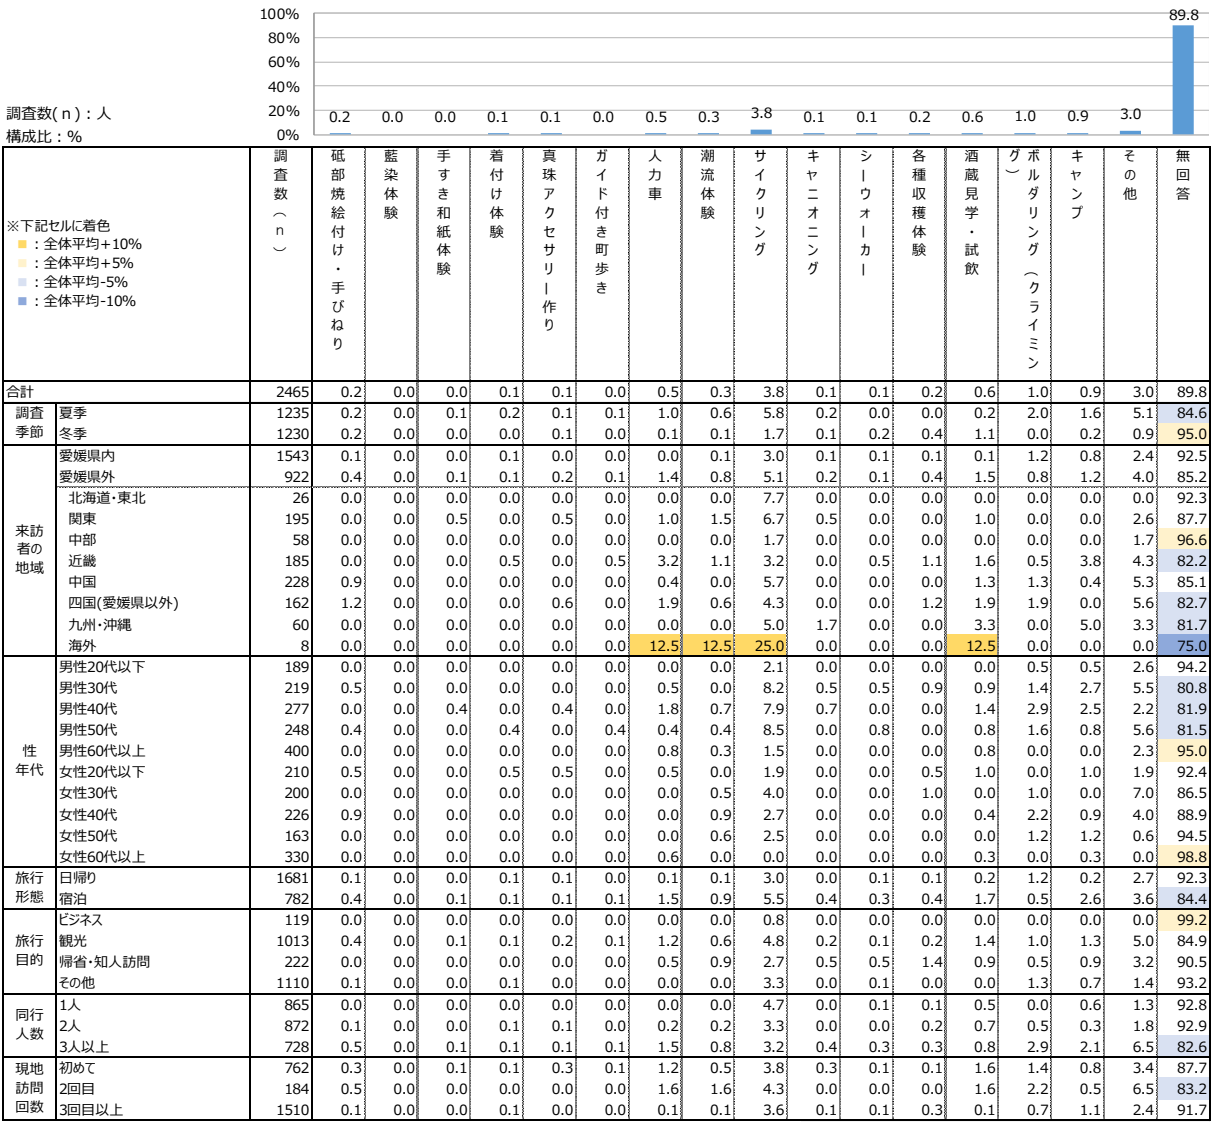 100%
80%
60%
40%
20%
0%
0.2 0.0 0.0 0.1 0.1 0.0 0.5 0.3 3.8 0.1 0.1 0.2 0.6 1.0 0.9 3.0 89.8
調査数(ｎ)：人
構成比：%
※下記セルに着色
■：全体平均+10%
■：全体平均+5%
■：全体平均-5%
■：全体平均-10%
調査数（ｎ）
砥部焼絵付け・手びねり
藍染体験
手すき和紙体験
着付け体験
真珠アクセサリー作り
ガイド付き町歩き
人力車
潮流体験
サイクリング
キャニオニング
シーウォーカー
各種収穫体験
酒蔵見学・試飲
ボルダリング（クライミング）
キャンプ
その他
無回答
合計 2465 0.2 0.0 0.0 0.1 0.1 0.0 0.5 0.3 3.8 0.1 0.1 0.2 0.6 1.0 0.9 3.0 89.8
調査季節
夏季 1235 0.2 0.0 0.1 0.2 0.1 0.1 1.0 0.6 5.8 0.2 0.0 0.0 0.2 2.0 1.6 5.1 84.6
冬季 1230 0.2 0.0 0.0 0.0 0.1 0.0 0.1 0.1 1.7 0.1 0.2 0.4 1.1 0.0 0.2 0.9 95.0
来訪者の地域
愛媛県内 1543 0.1 0.0 0.0 0.1 0.0 0.0 0.0 0.1 3.0 0.1 0.1 0.1 0.1 1.2 0.8 2.4 92.5
愛媛県外 922 0.4 0.0 0.1 0.1 0.2 0.1 1.4 0.8 5.1 0.2 0.1 0.4 1.5 0.8 1.2 4.0 85.2
北海道・東北 26 0.0 0.0 0.0 0.0 0.0 0.0 0.0 0.0 7.7 0.0 0.0 0.0 0.0 0.0 0.0 0.0 92.3
関東 195 0.0 0.0 0.5 0.0 0.5 0.0 1.0 1.5 6.7 0.5 0.0 0.0 1.0 0.0 0.0 2.6 87.7
中部 58 0.0 0.0 0.0 0.0 0.0 0.0 0.0 0.0 1.7 0.0 0.0 0.0 0.0 0.0 0.0 1.7 96.6
近畿 185 0.0 0.0 0.0 0.5 0.0 0.5 3.2 1.1 3.2 0.0 0.5 1.1 1.6 0.5 3.8 4.3 82.2
中国 228 0.9 0.0 0.0 0.0 0.0 0.0 0.4 0.0 5.7 0.0 0.0 0.0 1.3 1.3 0.4 5.3 85.1
四国(愛媛県以外) 162 1.2 0.0 0.0 0.0 0.6 0.0 1.9 0.6 4.3 0.0 0.0 1.2 1.9 1.9 0.0 5.6 82.7
九州・沖縄 60 0.0 0.0 0.0 0.0 0.0 0.0 0.0 0.0 5.0 1.7 0.0 0.0 3.3 0.0 5.0 3.3 81.7
海外 8 0.0 0.0 0.0 0.0 0.0 0.0 12.5 12.5 25.0 0.0 0.0 0.0 12.5 0.0 0.0 0.0 75.0
性年代
男性20代以下 189 0.0 0.0 0.0 0.0 0.0 0.0 0.0 0.0 2.1 0.0 0.0 0.0 0.0 0.5 0.5 2.6 94.2
男性30代 219 0.5 0.0 0.0 0.0 0.0 0.0 0.5 0.0 8.2 0.5 0.5 0.9 0.9 1.4 2.7 5.5 80.8
男性40代 277 0.0 0.0 0.4 0.0 0.4 0.0 1.8 0.7 7.9 0.7 0.0 0.0 1.4 2.9 2.5 2.2 81.9
男性50代 248 0.4 0.0 0.0 0.4 0.0 0.4 0.4 0.4 8.5 0.0 0.8 0.0 0.8 1.6 0.8 5.6 81.5
男性60代以上 400 0.0 0.0 0.0 0.0 0.0 0.0 0.8 0.3 1.5 0.0 0.0 0.0 0.8 0.0 0.0 2.3 95.0
女性20代以下 210 0.5 0.0 0.0 0.5 0.5 0.0 0.5 0.0 1.9 0.0 0.0 0.5 1.0 0.0 1.0 1.9 92.4
女性30代 200 0.0 0.0 0.0 0.0 0.0 0.0 0.0 0.5 4.0 0.0 0.0 1.0 0.0 1.0 0.0 7.0 86.5
女性40代 226 0.9 0.0 0.0 0.0 0.0 0.0 0.0 0.9 2.7 0.0 0.0 0.0 0.4 2.2 0.9 4.0 88.9
女性50代 163 0.0 0.0 0.0 0.0 0.0 0.0 0.0 0.6 2.5 0.0 0.0 0.0 0.0 1.2 1.2 0.6 94.5
女性60代以上 330 0.0 0.0 0.0 0.0 0.0 0.0 0.6 0.0 0.0 0.0 0.0 0.0 0.3 0.0 0.3 0.0 98.8
旅行形態
日帰り 1681 0.1 0.0 0.0 0.1 0.1 0.0 0.1 0.1 3.0 0.0 0.1 0.1 0.2 1.2 0.2 2.7 92.3
宿泊 782 0.4 0.0 0.1 0.1 0.1 0.1 1.5 0.9 5.5 0.4 0.3 0.4 1.7 0.5 2.6 3.6 84.4
旅行目的
ビジネス 119 0.0 0.0 0.0 0.0 0.0 0.0 0.0 0.0 0.8 0.0 0.0 0.0 0.0 0.0 0.0 0.0 99.2
観光 1013 0.4 0.0 0.1 0.1 0.2 0.1 1.2 0.6 4.8 0.2 0.1 0.2 1.4 1.0 1.3 5.0 84.9
帰省・知人訪問 222 0.0 0.0 0.0 0.0 0.0 0.0 0.5 0.9 2.7 0.5 0.5 1.4 0.9 0.5 0.9 3.2 90.5
その他 1110 0.1 0.0 0.0 0.1 0.0 0.0 0.0 0.0 3.3 0.0 0.1 0.0 0.0 1.3 0.7 1.4 93.2
同行人数
1人 865 0.0 0.0 0.0 0.0 0.0 0.0 0.0 0.0 4.7 0.0 0.1 0.1 0.5 0.0 0.6 1.3 92.8
2人 872 0.1 0.0 0.0 0.1 0.1 0.0 0.2 0.2 3.3 0.0 0.0 0.2 0.7 0.5 0.3 1.8 92.9
3人以上 728 0.5 0.0 0.1 0.1 0.1 0.1 1.5 0.8 3.2 0.4 0.3 0.3 0.8 2.9 2.1 6.5 82.6
現地訪問回数
初めて 762 0.3 0.0 0.1 0.1 0.3 0.1 1.2 0.5 3.8 0.3 0.1 0.1 1.6 1.4 0.8 3.4 87.7
2回目 184 0.5 0.0 0.0 0.0 0.0 0.0 1.6 1.6 4.3 0.0 0.0 0.0 1.6 2.2 0.5 6.5 83.2
3回目以上 1510 0.1 0.0 0.0 0.1 0.0 0.0 0.1 0.1 3.6 0.1 0.1 0.3 0.1 0.7 1.1 2.4 91.7